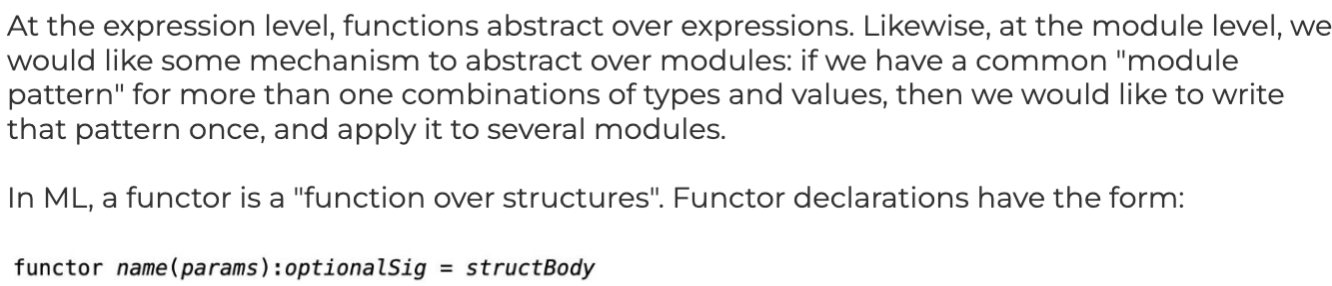 At the expression level, functions abstract over expressions. Likewise, at the module level, we
would like some mechanism to abstract over modules: if we have a common "module
pattern" for more than one combinations of types and values, then we would like to write
that pattern once, and apply it to several modules.
In ML, a functor is a "function over structures". Functor declarations have the form:
functor name(params):optionalSig = structBody